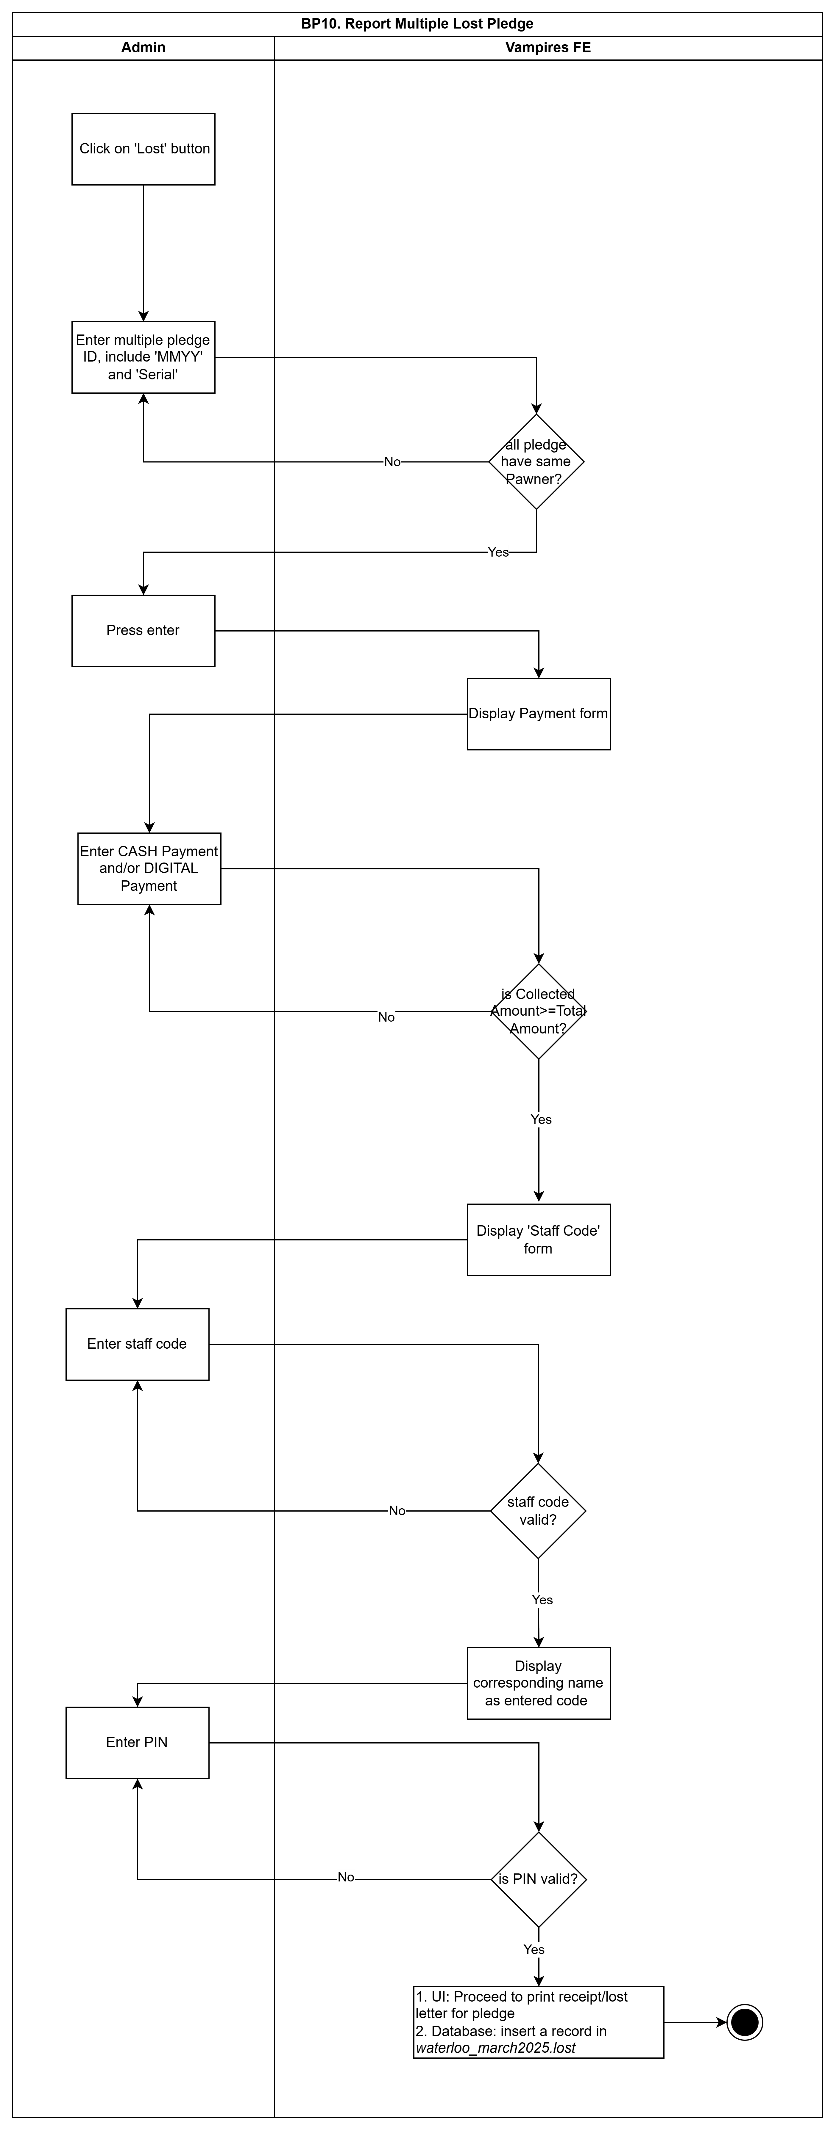 BP10. Report Multiple Lost Pledge
Admin
Vampires FE
Click on 'Lost' button
Enter multiple pledge
ID, include 'MMYY'
and 'Serial'
all pledge
have same
Pawner?
No
Yes
Press enter
Display Payment form
Enter CASH Payment
and/or DIGITAL
Payment
is Collected
Amount>=Total
Amount?
No
Yes
Display 'Staff Code'
form
Enter staff code
staff code
valid?
No
Yes
Display
corresponding name
as entered code
Enter PIN
is PIN valid?
No
Yes
1. UI: Proceed to print receipt/lost
letter for pledge
2. Database: insert a record in
waterloo_march2025.lost